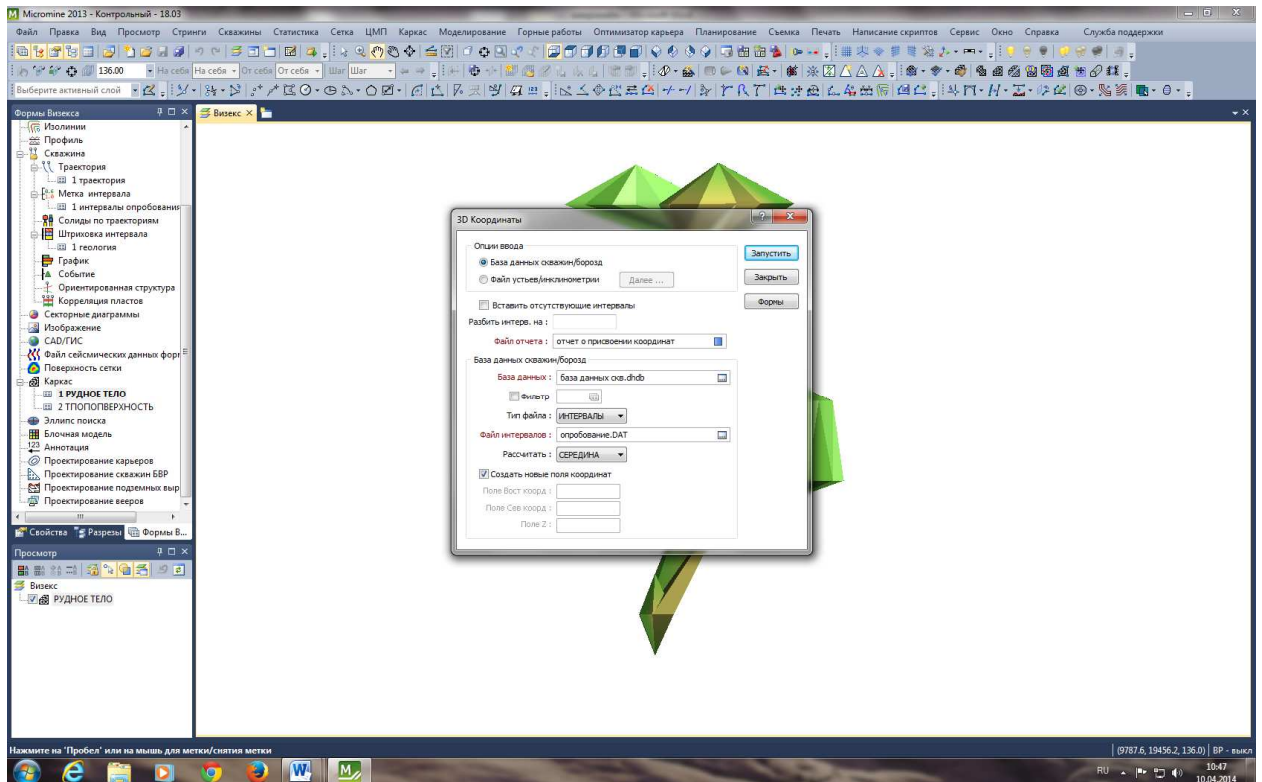 Micromine 2013 - Контрольный - 18.03
Файл Правка Вид Просмотр Стринги Скважины Статистика Сетка ЦМП Каркас Моделирование Горные работы Оптимизатор карьера Планирование Съемка Печать Написание скриптов Сервис Окно Справка Служба поддержки
136.00 На себя На себя От себя От себя Шаг Шаг
Выберите активный слой
Формы Визекса
Визекс
Изолинии
Профиль
Скважина
Траектория
1 траектория
Метка интервала
1 интервалы опробования
Солиды по траекториям
Штриховка интервала
1 геология
График
Событие
Ориентированная структура
Корреляция пластов
Секторные диаграммы
Изображение
CAD/ГИС
Файл сейсмических данных форм
Поверхность сетки
Каркас
1 РУДНОЕ ТЕЛО
2 ТПОПОПВЕРХНОСТЬ
Эллипс поиска
Блочная модель
Аннотация
Проектирование карьеров
Проектирование скважин БВР
Проектирование подземных выр
Проектирование вееров
Свойства Разрезы Формы В...
Просмотр
Визекс
РУДНОЕ ТЕЛО
3D Координаты
Опции ввода
База данных скважин/борозд
Файл устьев/инклинометрии Далее ...
Запустить
Закрыть
Формы
Вставить отсутствующие интервалы
Разбить интерв. на :
Файл отчета : отчет о присвоении координат
База данных скважин/борозд
База данных : база данных скв.dhdb
Фильтр
Тип файла : ИНТЕРВАЛЫ
Файл интервалов : опробование.DAT
Рассчитать : СЕРЕДИНА
Создать новые поля координат
Поле Вост коорд :
Поле Сев коорд :
Поле Z :
Нажмите на 'Пробел' или на мышь для метки/снятия метки
(9787.6, 19456.2, 136.0) ВР - выкл
RU
10:47
10.04.2014